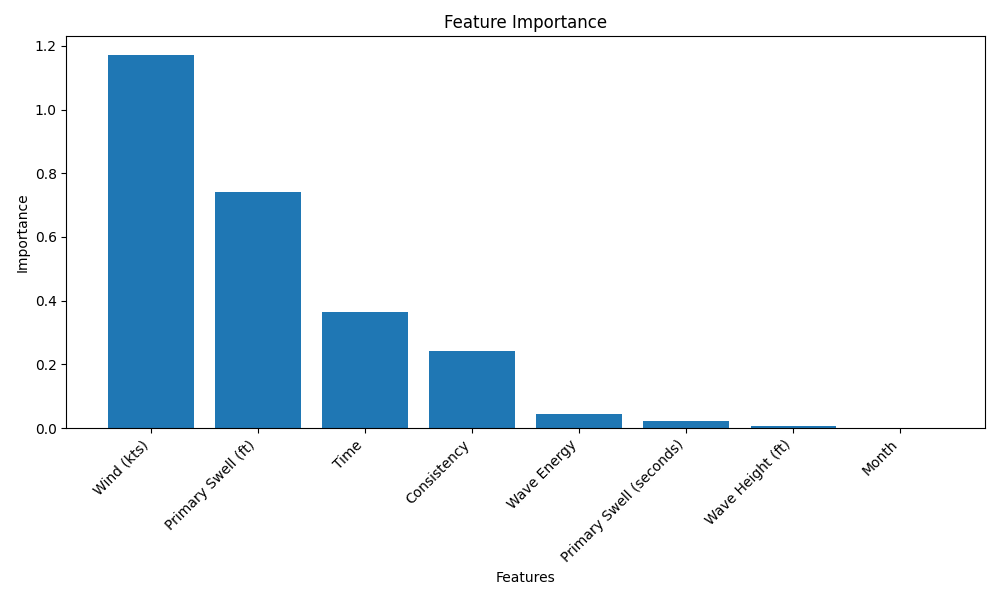 Feature Importance
1.2
1.0
0.8
0.6
0.4
0.2
0.0
Importance
Wind (kts)
Primary Swell (ft)
Time
Consistency
Wave Energy
Primary Swell (seconds)
Wave Height (ft)
Month
Features